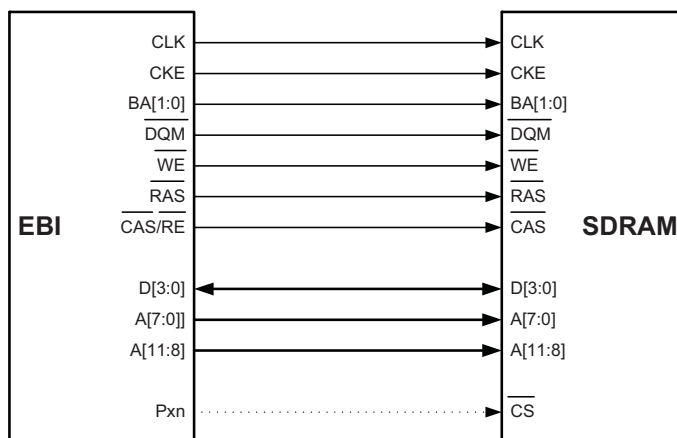 CLK CLK
CKE CKE
BA[1:0] BA[1:0]
DQM DQM
WE WE
RAS RAS
EBI CAS/RE CAS SDRAM
D[3:0] D[3:0]
A[7:0]] A[7:0]
A[11:8] A[11:8]
Pxn CS